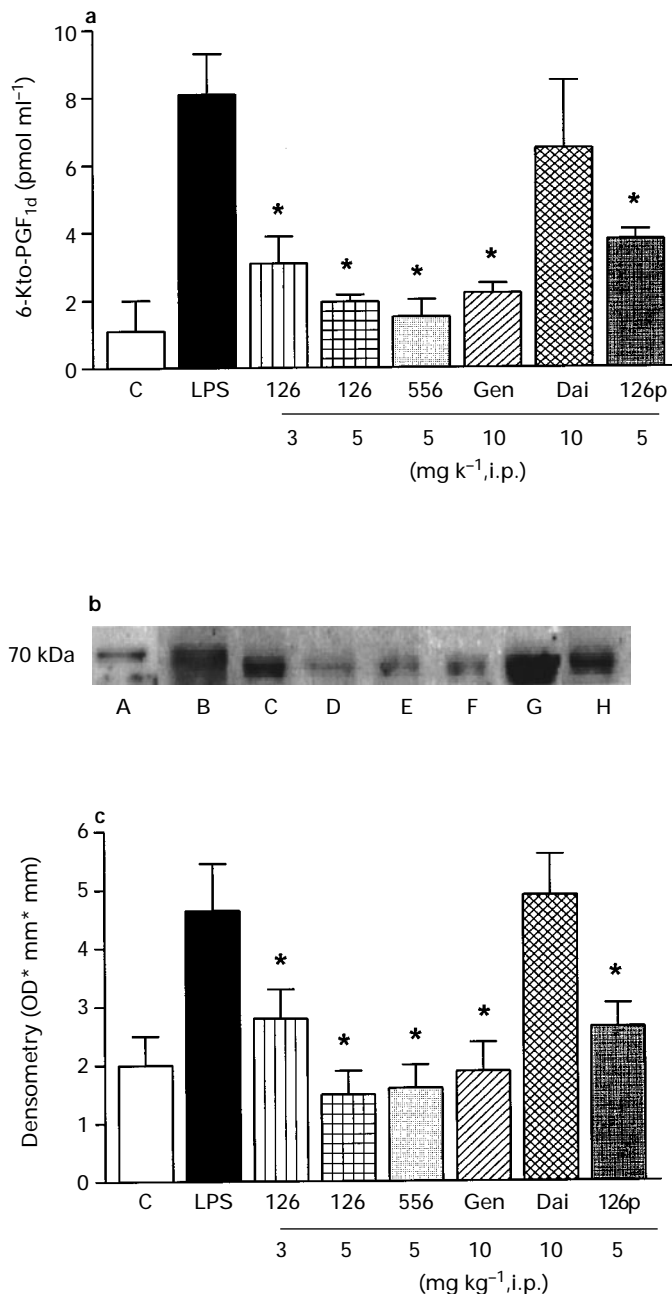 a
10
8
6
4
2
0
6-Kto-PGF1d (pmol ml–1)
* * * * *
C LPS 126 126 556 Gen Dai 126p
3 5 5 10 10 5
(mg k–1,i.p.)
b
70 kDa
A B C D E F G H
c
6
5
4
3
2
1
0
Densometry (OD* mm* mm)
* * * * *
C LPS 126 126 556 Gen Dai 126p
3 5 5 10 10 5
(mg kg–1,i.p.)